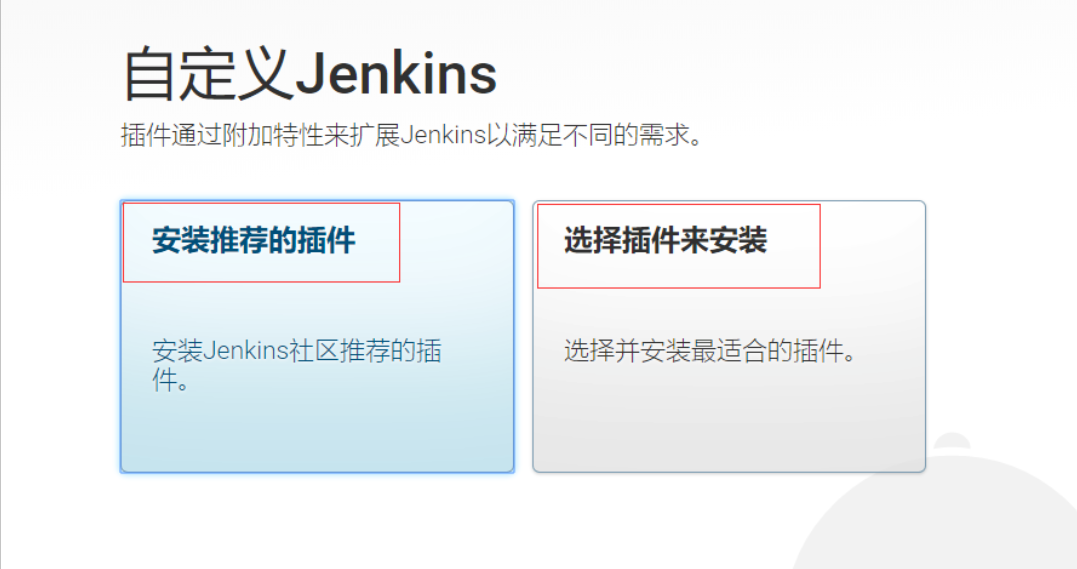 自定义Jenkins
插件通过附加特性来扩展Jenkins以满足不同的需求。
安装推荐的插件
安装Jenkins社区推荐的插
件。
选择插件来安装
选择并安装最适合的插件。